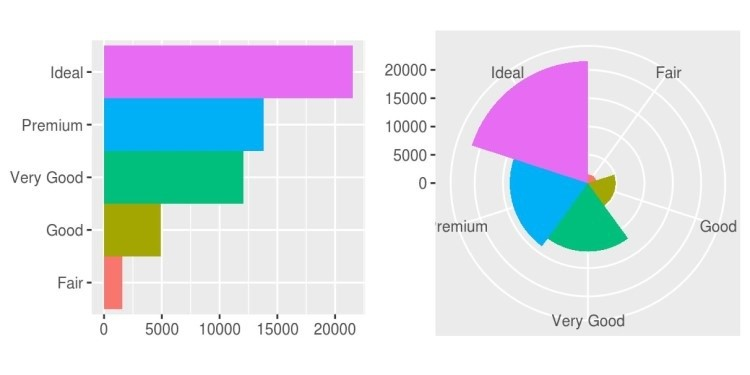 Ideal
Premium
Very Good
Good
Fair
0 5000 10000 15000 20000
20000
15000
10000
5000
0
Ideal
Fair
remium
Good
Very Good